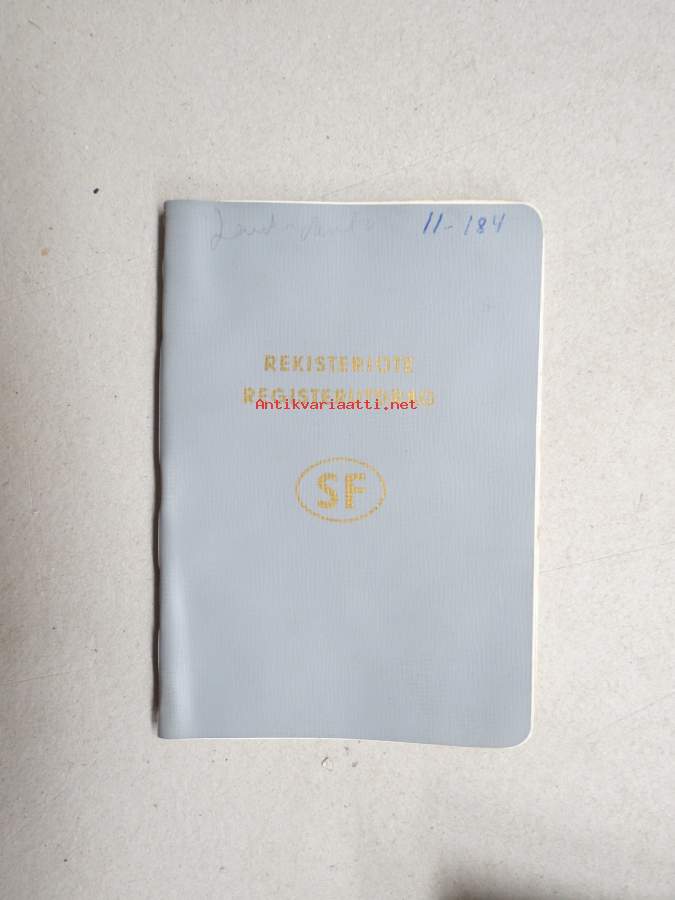 11-184
REKISTERIOTE
REGISTERUTDRAG
Antikvariaatti.net
SF